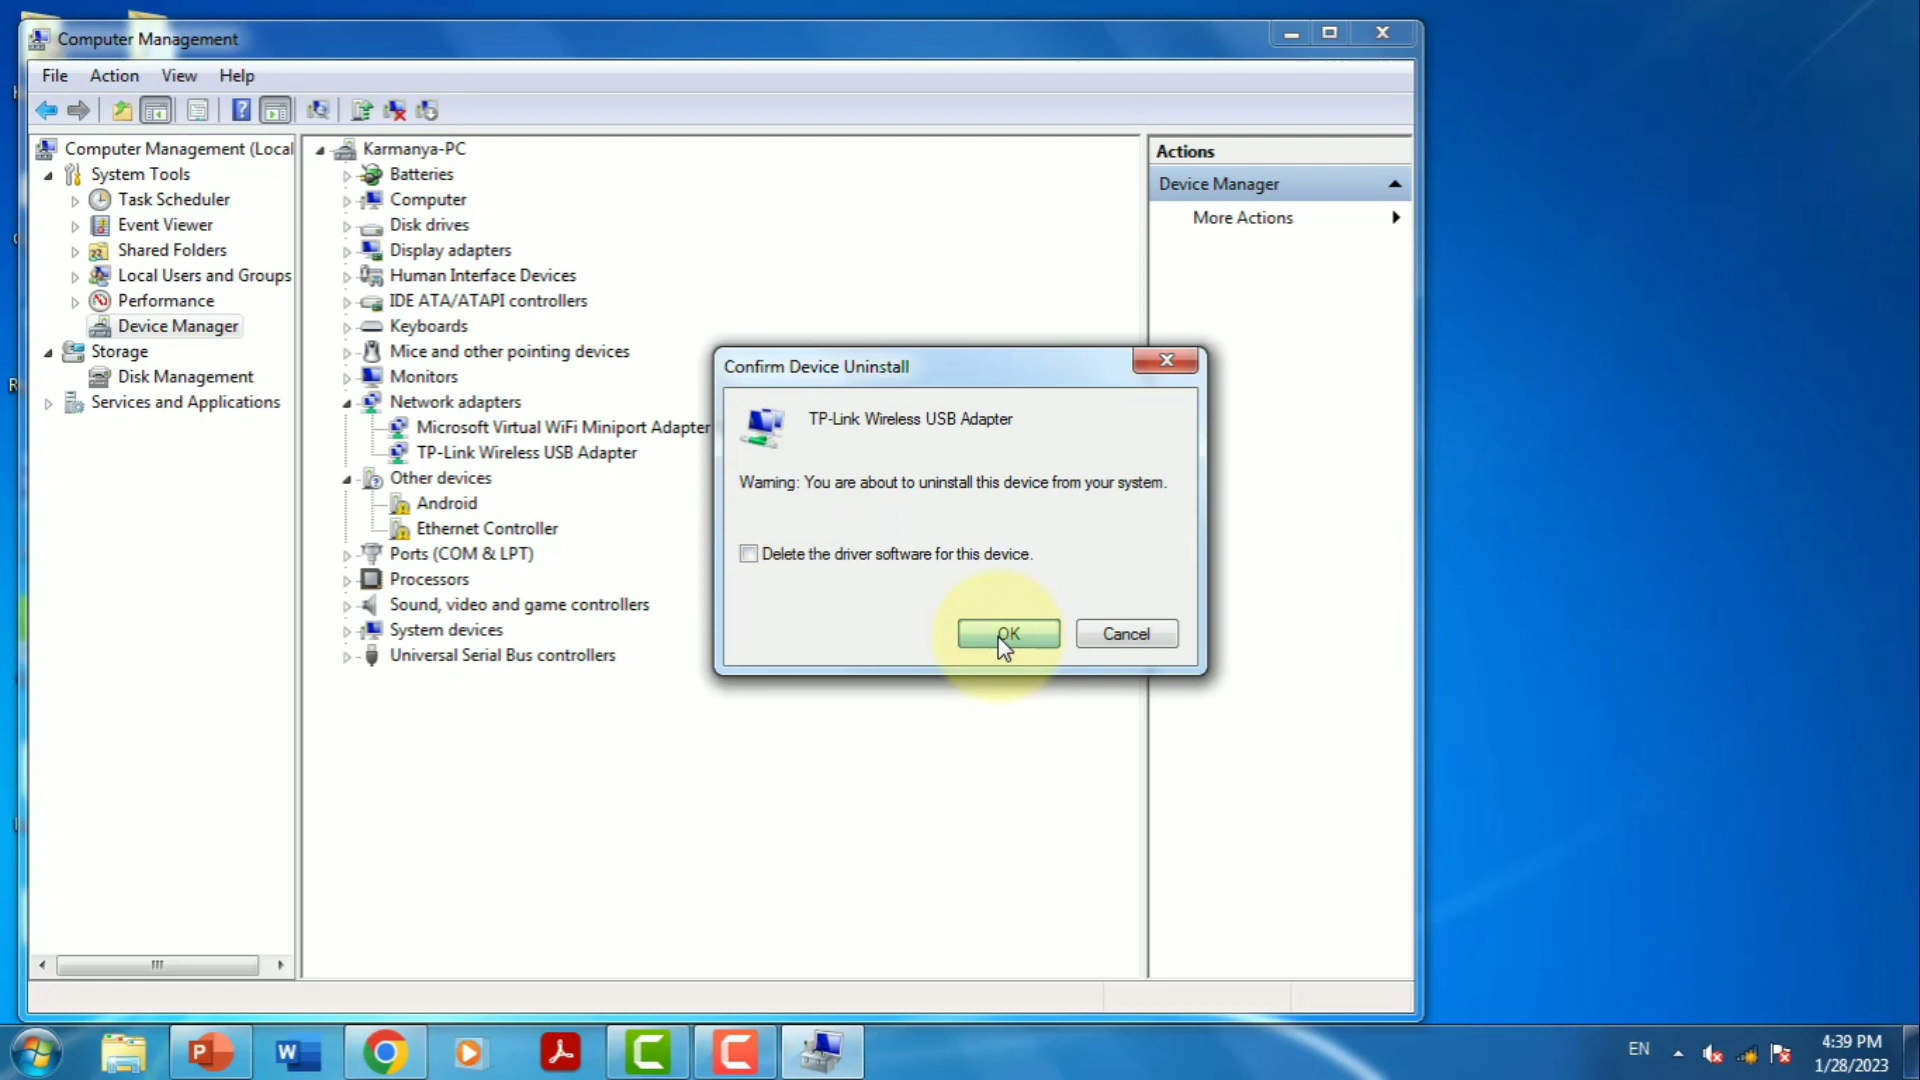 Computer Management
File Action View Help
Computer Management (Local
System Tools
Task Scheduler
Event Viewer
Shared Folders
Local Users and Groups
Performance
Device Manager
Storage
Disk Management
Services and Applications
Karmanya-PC
Batteries
Computer
Disk drives
Display adapters
Human Interface Devices
IDE ATA/ATAPI controllers
Keyboards
Mice and other pointing devices
Monitors
Network adapters
Microsoft Virtual WiFi Miniport Adapter
TP-Link Wireless USB Adapter
Other devices
Android
Ethernet Controller
Ports (COM & LPT)
Processors
Sound, video and game controllers
System devices
Universal Serial Bus controllers
Actions
Device Manager
More Actions
Confirm Device Uninstall
TP-Link Wireless USB Adapter
Warning: You are about to uninstall this device from your system.
Delete the driver software for this device.
OK Cancel
EN
4:39 PM
1/28/2023